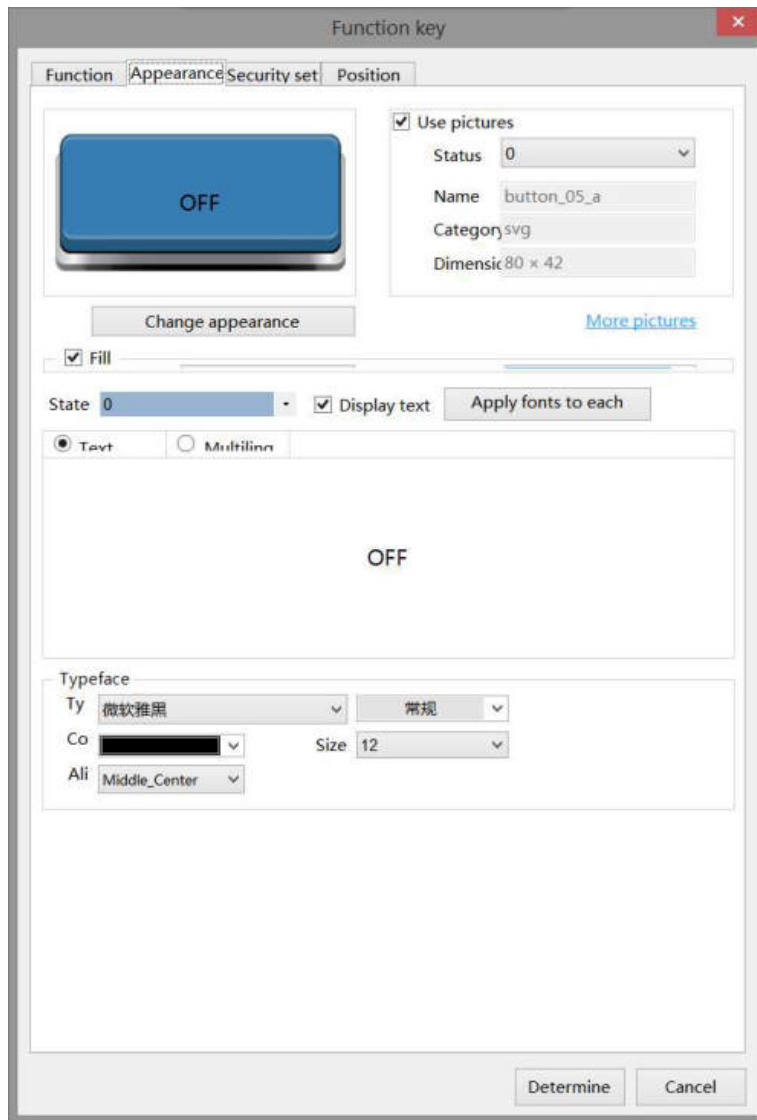 Function key
Function Appearance Security set Position
OFF
Use pictures
Status 0
Name button_05_a
Category svg
Dimensic 80 × 42
Change appearance
More pictures
Fill
State 0 Display text Apply fonts to each
Text Multiling
OFF
Typeface
Ty 微软雅黑 常规
Co Size 12
Ali Middle_Center
Determine Cancel